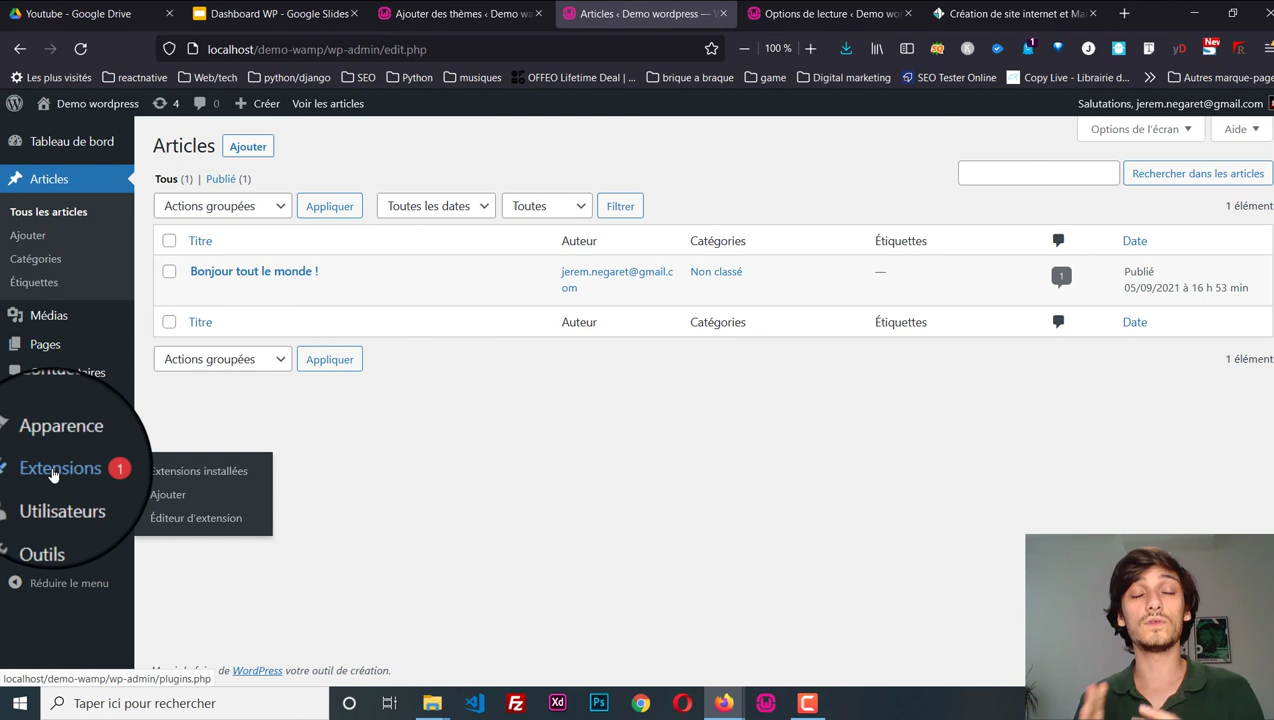 Youtube – Google Drive
Dashboard WP - Google Slides
Ajouter des thèmes ‹ Demo w
Articles ‹ Demo wordpress — W
Options de lecture ‹ Demo wor
Création de site internet et Ma
localhost/demo-wamp/wp-admin/edit.php
100 %
1
yD
New
Les plus visités
reactnative
Web/tech
python/django
SEO
Python
musiques
OFFEO Lifetime Deal | ...
brique a braque
game
Digital marketing
SEO Tester Online
Copy Live - Librairie d...
Autres marque-page
Demo wordpress
4
0
Créer
Voir les articles
Salutations, jerem.negaret@gmail.com
Tableau de bord
Articles
Ajouter
Options de l'écran
Aide
Articles
Tous (1) | Publié (1)
Rechercher dans les articles
Tous les articles
Actions groupées
Appliquer
Toutes les dates
Toutes
Filtrer
1 élément
Ajouter
Titre
Auteur
Catégories
Étiquettes
Date
Catégories
Bonjour tout le monde !
jerem.negaret@gmail.c
om
Non classé
—
1
Publié
05/09/2021 à 16 h 53 min
Étiquettes
Médias
Titre
Auteur
Catégories
Étiquettes
Date
Pages
Actions groupées
Appliquer
1 élément
Apparence
Extensions 1
Extensions installées
Ajouter
Utilisateurs
Éditeur d'extension
Outils
Réduire le menu
de WordPress votre outil de création.
localhost/demo-wamp/wp-admin/plugins.php
Taper ici pour rechercher
Fz
Xd
Ps